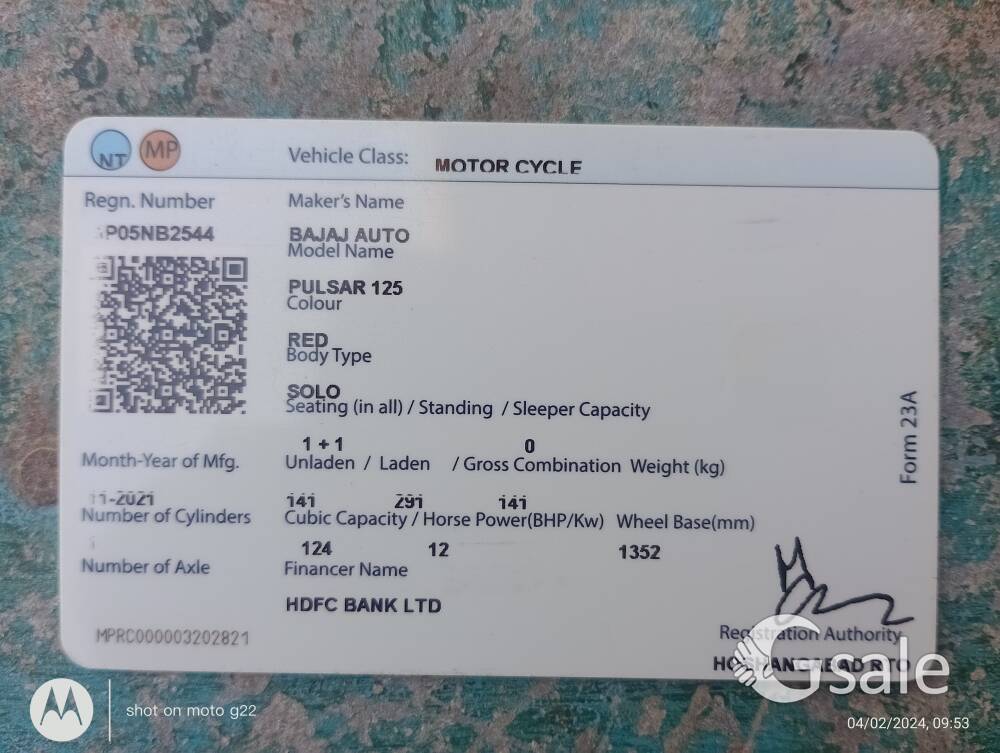 NT MP Vehicle Class: MOTOR CYCLE
Regn. Number
P05NB2544
Maker's Name
BAJAJ AUTO
Model Name
PULSAR 125
Colour
RED
Body Type
SOLO
Seating (in all) / Standing / Sleeper Capacity
1 + 1 0
Month-Year of Mfg.
11-2021
Unladen / Laden / Gross Combination Weight (kg)
141 291 141
Number of Cylinders
Cubic Capacity / Horse Power(BHP/Kw) Wheel Base(mm)
124 12 1352
Number of Axle
Financer Name
HDFC BANK LTD
MPRC000003202821
Form 23A
Registration Authority
HOSHANGABAD RTO
Gsale
shot on moto g22
04/02/2024, 09:53